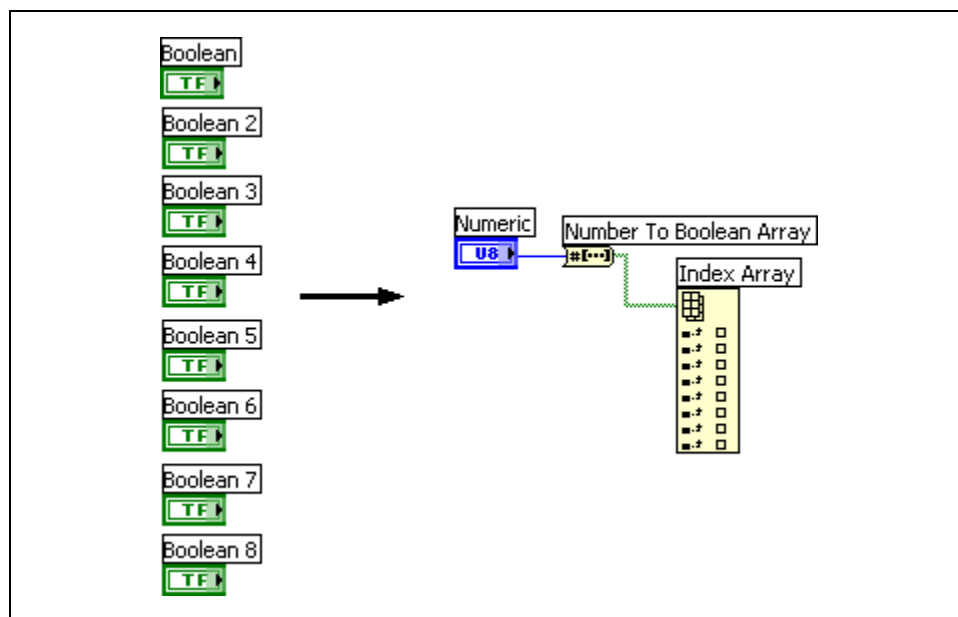 Boolean
TF
Boolean 2
TF
Boolean 3
TF
Boolean 4
TF
Boolean 5
TF
Boolean 6
TF
Boolean 7
TF
Boolean 8
TF
Numeric
U8
Number To Boolean Array
#[···]
Index Array